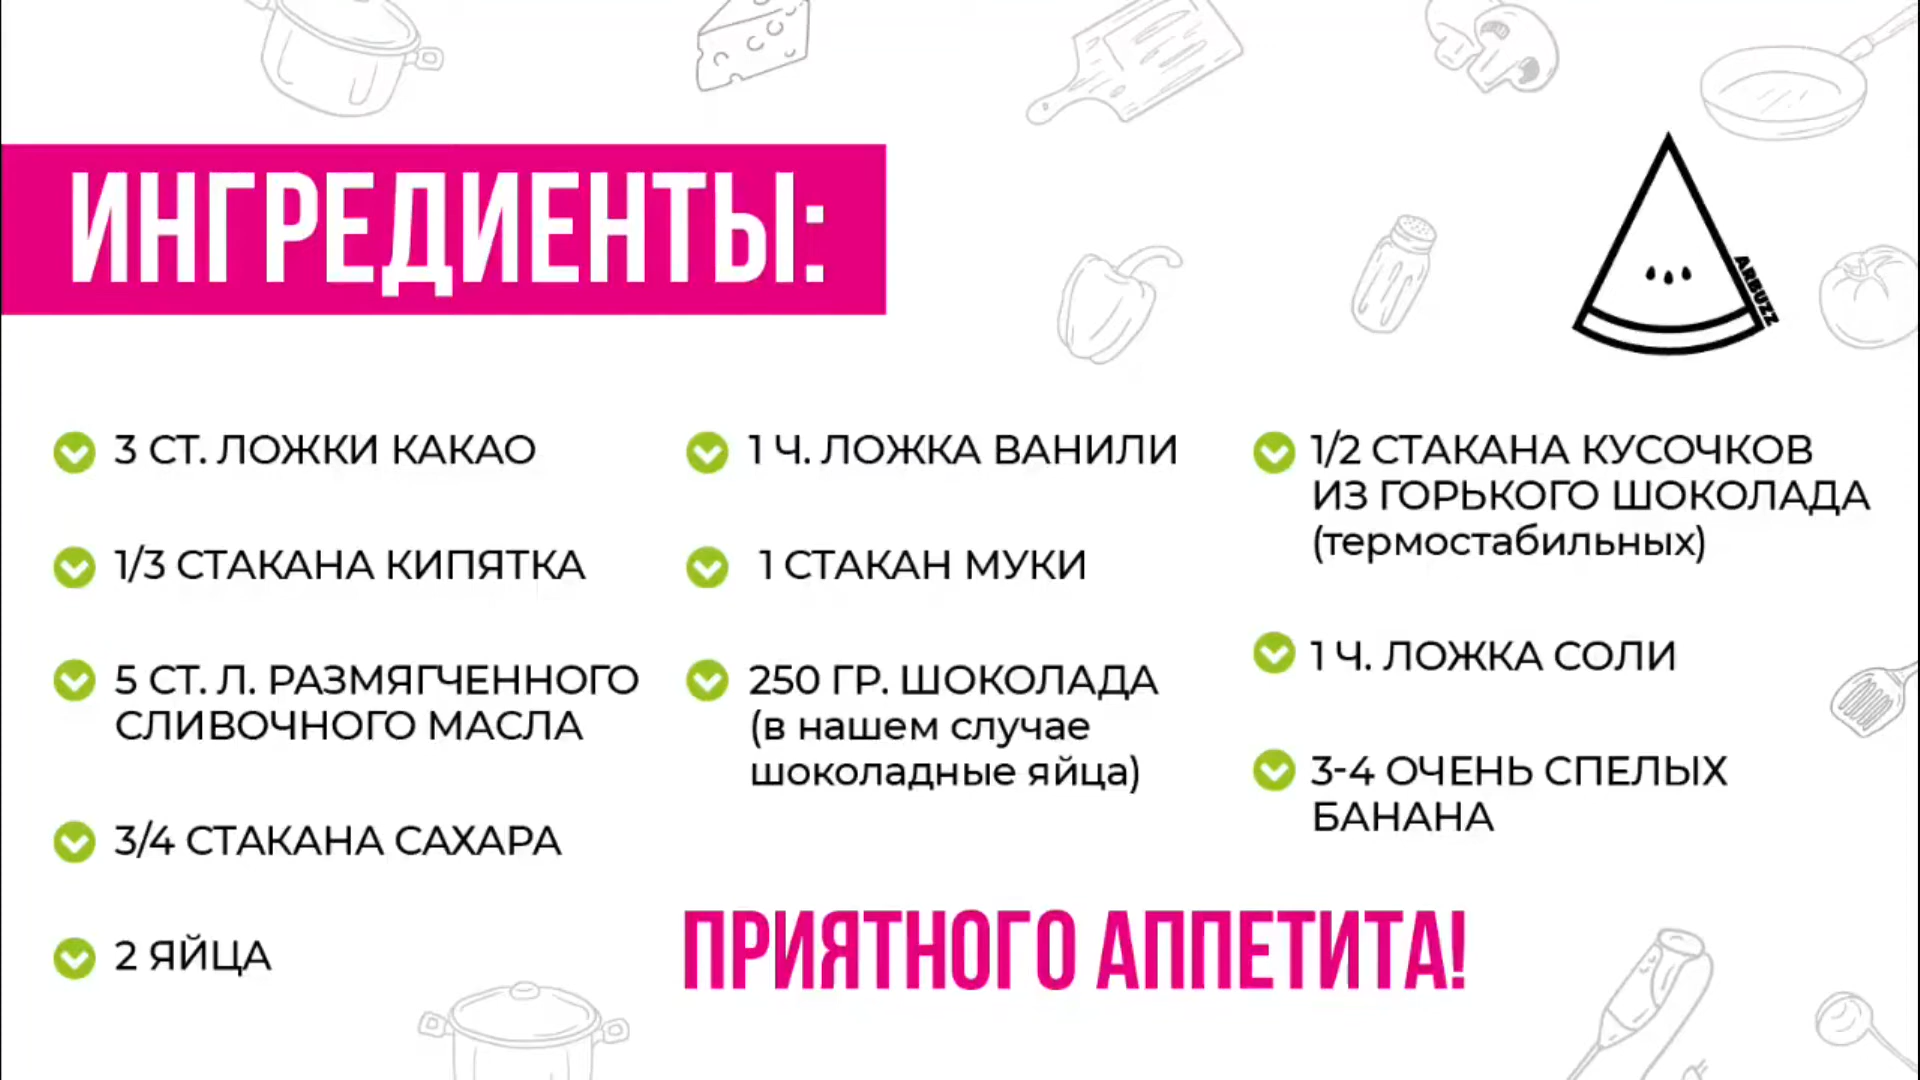 ИНГРЕДИЕНТЫ:
ARBUZZ
3 СТ. ЛОЖКИ КАКАО
1/3 СТАКАНА КИПЯТКА
5 СТ. Л. РАЗМЯГЧЕННОГО
СЛИВОЧНОГО МАСЛА
3/4 СТАКАНА САХАРА
2 ЯЙЦА
1 Ч. ЛОЖКА ВАНИЛИ
1 СТАКАН МУКИ
250 ГР. ШОКОЛАДА
(в нашем случае
шоколадные яйца)
1/2 СТАКАНА КУСОЧКОВ
ИЗ ГОРЬКОГО ШОКОЛАДА
(термостабильных)
1 Ч. ЛОЖКА СОЛИ
3-4 ОЧЕНЬ СПЕЛЫХ
БАНАНА
ПРИЯТНОГО АППЕТИТА!